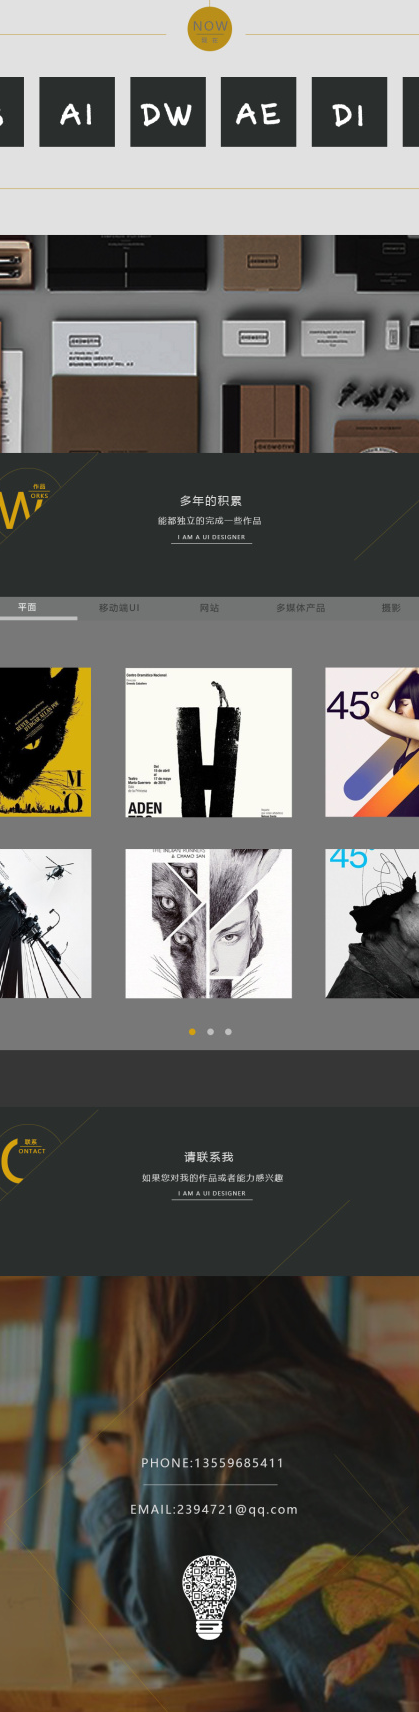 NOW
现在
AI
DW
AE
DI
作品
WORKS
多年的积累
能都独立的完成一些作品
I AM A UI DESIGNER
平面
移动端UI
网站
多媒体产品
摄影
M
Q
Centro Dramático Nacional
ADEN
45°
& CHAMO SAN
45
联系
CONTACT
请联系我
如果您对我的作品或者能力感兴趣
I AM A UI DESIGNER
PHONE:13559685411
EMAIL:2394721@qq.com